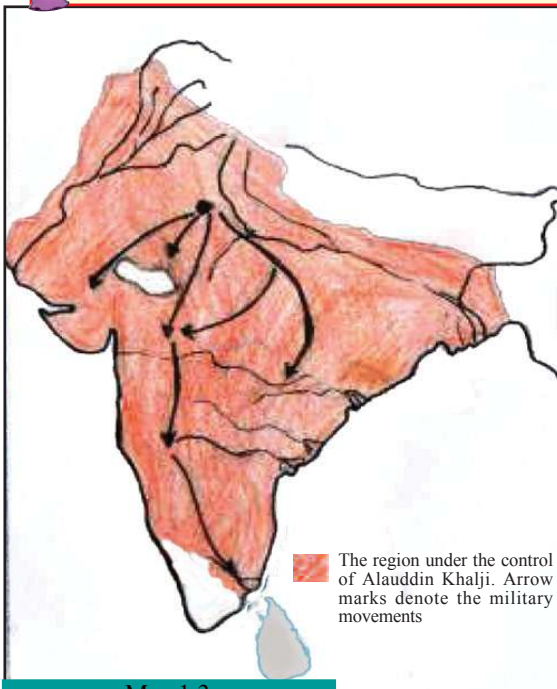 The region under the control
of Alauddin Khalji. Arrow
marks denote the military
movements